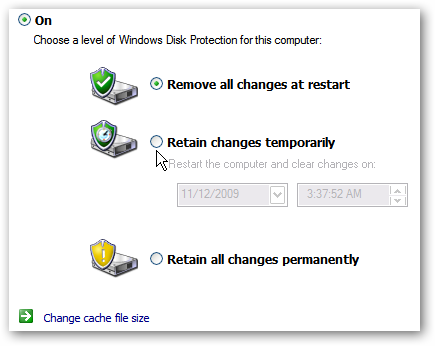 On
Choose a level of Windows Disk Protection for this computer:
Remove all changes at restart
Retain changes temporarily
Restart the computer and clear changes on:
11/12/2009 3:37:52 AM
Retain all changes permanently
Change cache file size